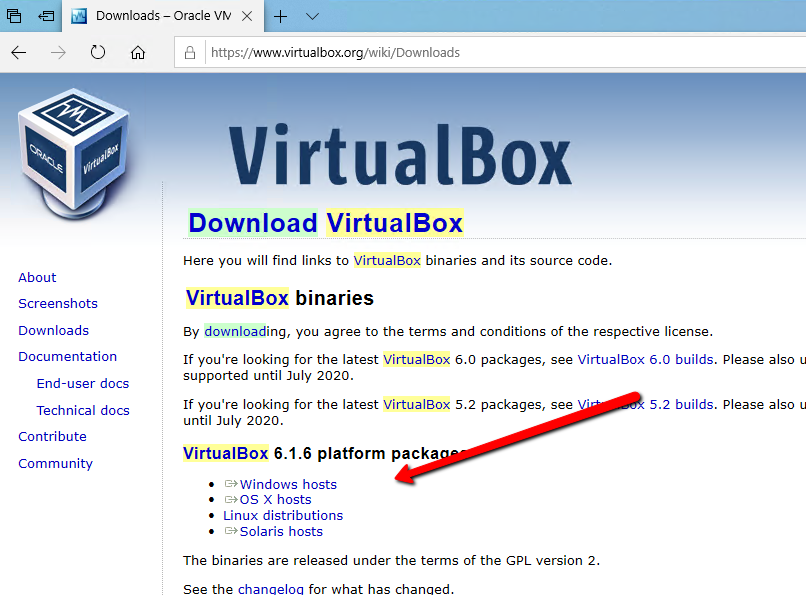 Downloads – Oracle VM
https://www.virtualbox.org/wiki/Downloads
ORACLE
VirtualBox
VirtualBox
Download VirtualBox
Here you will find links to VirtualBox binaries and its source code.
About
Screenshots
Downloads
Documentation
End-user docs
Technical docs
Contribute
Community
VirtualBox binaries
By downloading, you agree to the terms and conditions of the respective license.
If you're looking for the latest VirtualBox 6.0 packages, see VirtualBox 6.0 builds. Please also u
supported until July 2020.
If you're looking for the latest VirtualBox 5.2 packages, see VirtualBox 5.2 builds. Please also u
until July 2020.
VirtualBox 6.1.6 platform packages
Windows hosts
OS X hosts
Linux distributions
Solaris hosts
The binaries are released under the terms of the GPL version 2.
See the changelog for what has changed.